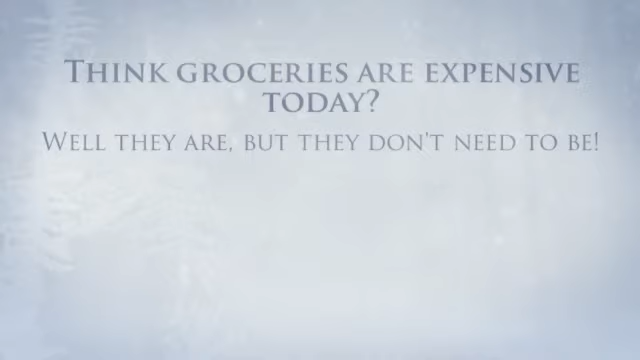 Think groceries are expensive
today?
Well they are, but they don't need to be!